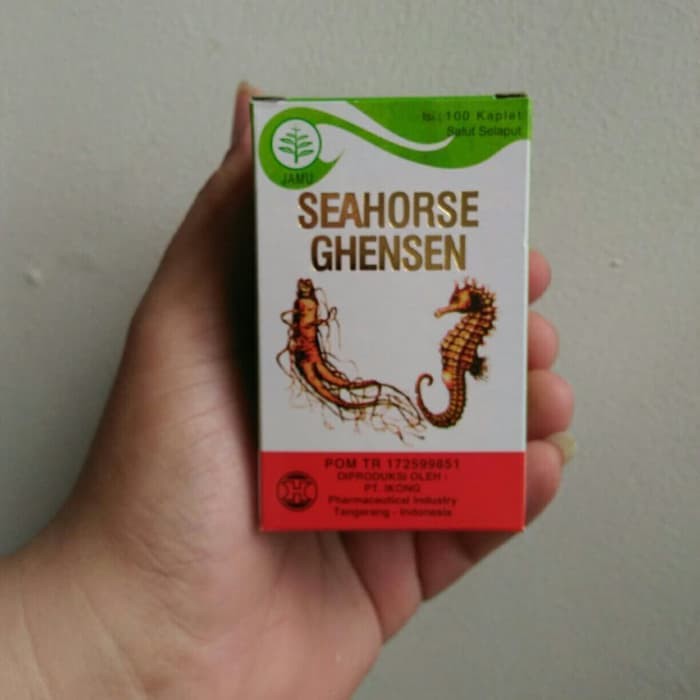 Isi : 100 Kaplet
Salut Selaput
JAMU
SEAHORSE
GHENSEN
POM TR 172599851
DIPRODUKSI OLEH :
PT. IKONG
Pharmaceutical Industry
Tangerang - Indonesia